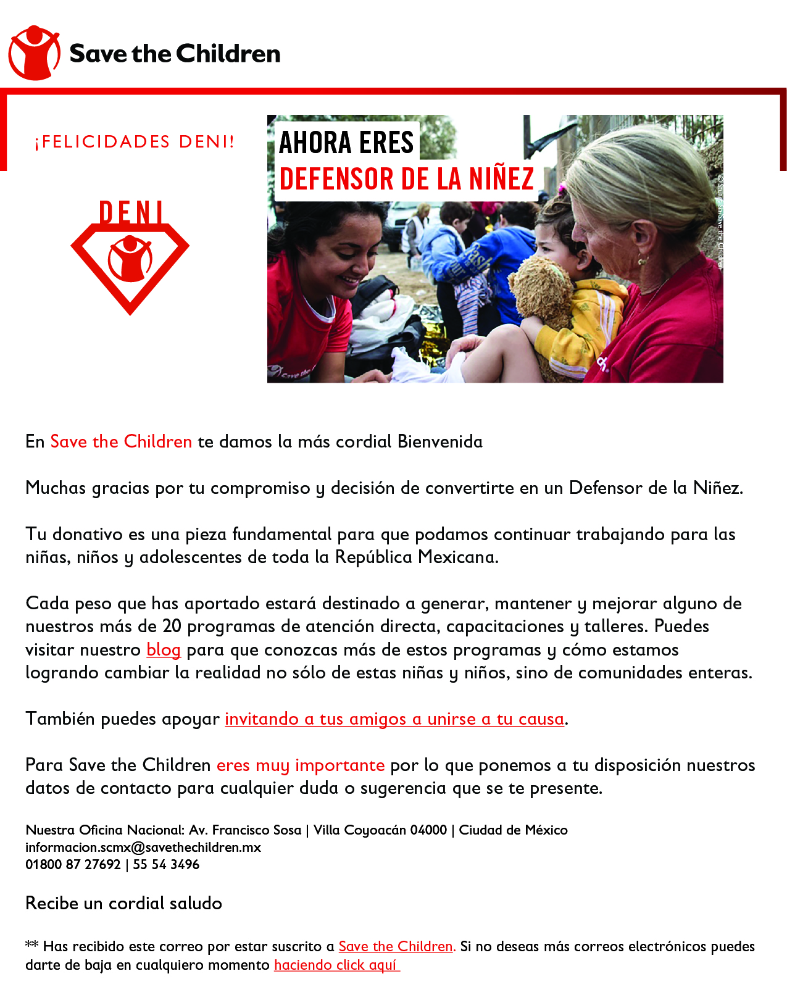 Save the Children
¡FELICIDADES DENI!
AHORA ERES
DEFENSOR DE LA NIÑEZ
DENI
Save the Children
En Save the Children te damos la más cordial Bienvenida
Muchas gracias por tu compromiso y decisión de convertirte en un Defensor de la Niñez.
Tu donativo es una pieza fundamental para que podamos continuar trabajando para las
niñas, niños y adolescentes de toda la República Mexicana.
Cada peso que has aportado estará destinado a generar, mantener y mejorar alguno de
nuestros más de 20 programas de atención directa, capacitaciones y talleres. Puedes
visitar nuestro blog para que conozcas más de estos programas y cómo estamos
logrando cambiar la realidad no sólo de estas niñas y niños, sino de comunidades enteras.
También puedes apoyar invitando a tus amigos a unirse a tu causa.
Para Save the Children eres muy importante por lo que ponemos a tu disposición nuestros
datos de contacto para cualquier duda o sugerencia que se te presente.
Nuestra Oficina Nacional: Av. Francisco Sosa | Villa Coyoacán 04000 | Ciudad de México
informacion.scmx@savethechildren.mx
01800 87 27692 | 55 54 3496
Recibe un cordial saludo
** Has recibido este correo por estar suscrito a Save the Children. Si no deseas más correos electrónicos puedes
darte de baja en cualquiero momento haciendo click aquí